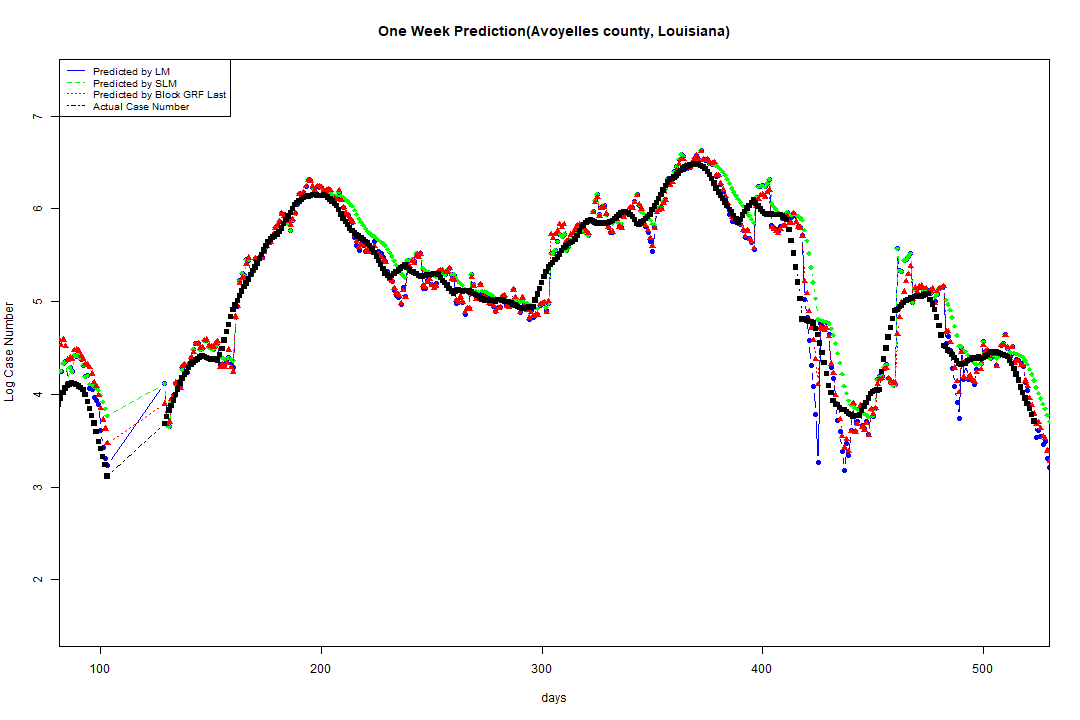 One Week Prediction(Avoyelles county, Louisiana)
Predicted by LM
Predicted by SLM
Predicted by Block GRF Last
Actual Case Number
7
6
5
4
3
2
Log Case Number
100 200 300 400 500
days